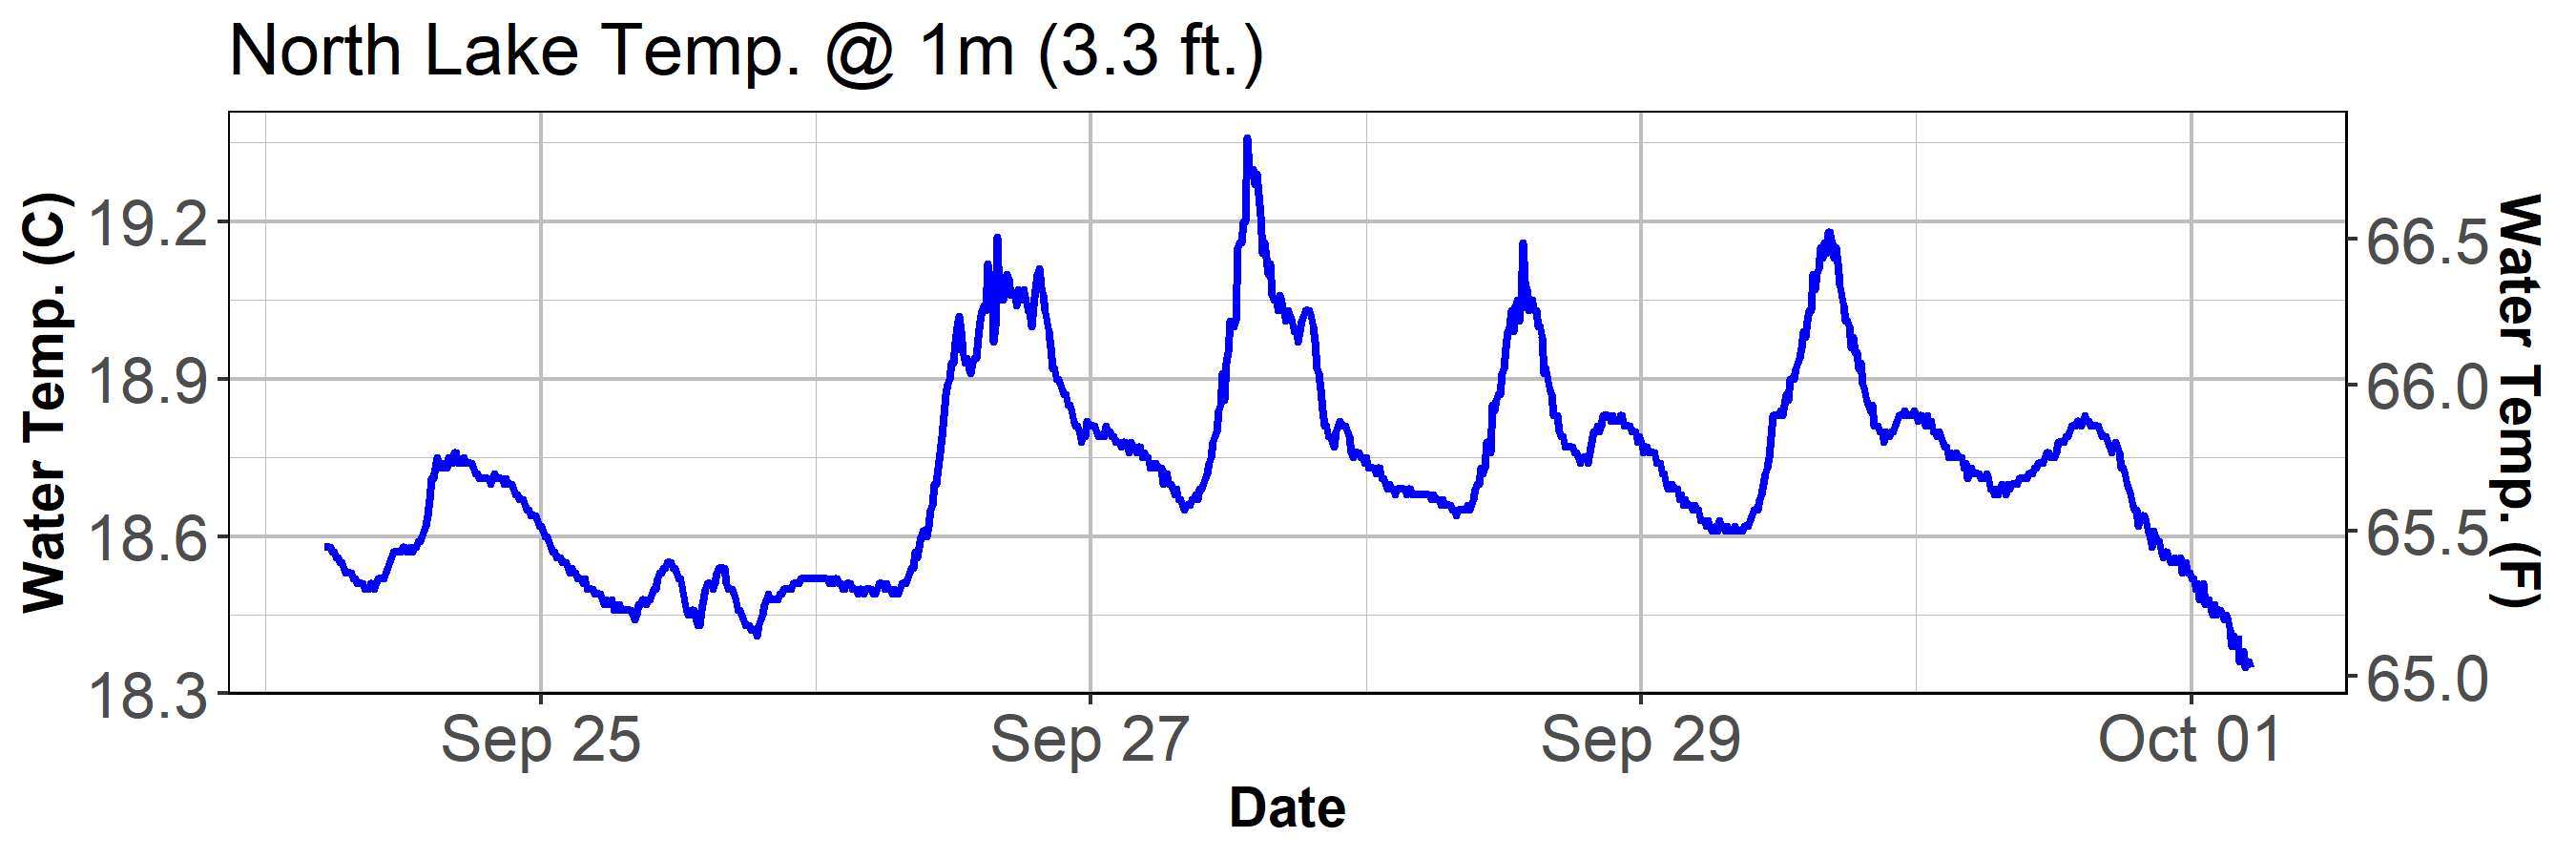 North Lake Temp. @ 1m (3.3 ft.)
Water Temp. (C)
19.2
18.9
18.6
18.3
66.5
66.0
65.5
65.0
Water Temp. (F)
Sep 25
Sep 27
Sep 29
Oct 01
Date